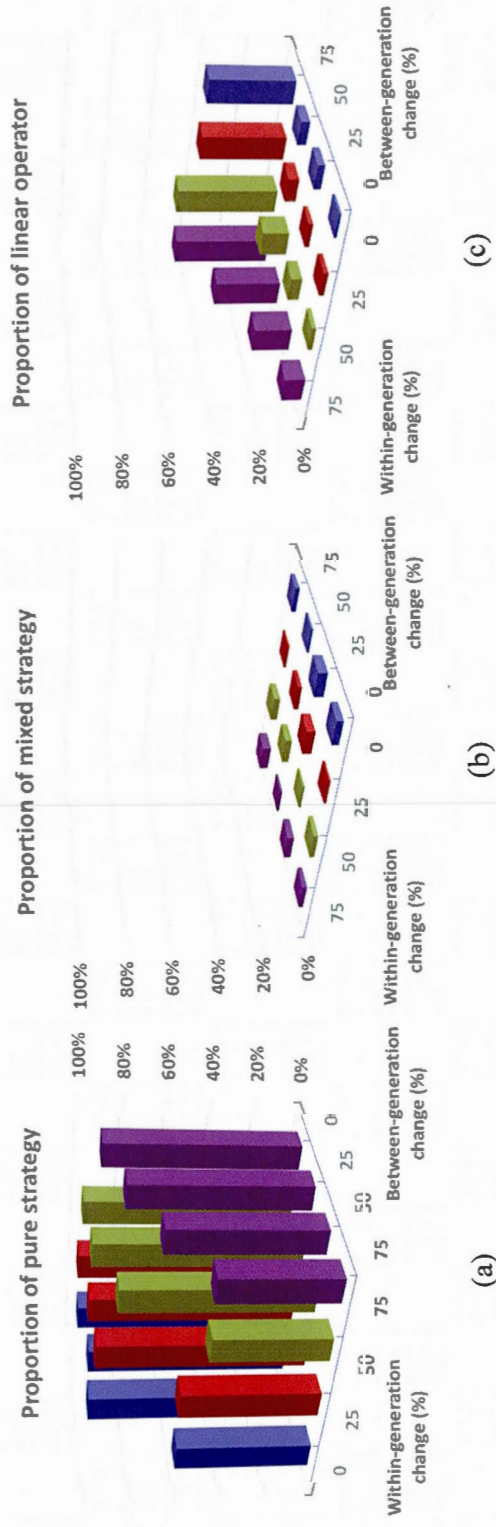 Proportion of pure strategy
100%
80%
60%
40%
20%
0%
0
25
50
75
Within-generation
change (%)
75
50
25
0
Between-generation
change (%)
(a)
Proportion of mixed strategy
100%
80%
60%
40%
20%
0%
75
50
25
0
Within-generation
change (%)
0
25
50
75
Between-generation
change (%)
(b)
Proportion of linear operator
100%
80%
60%
40%
20%
0%
75
50
25
0
Within-generation
change (%)
0
25
50
75
Between-generation
change (%)
(c)